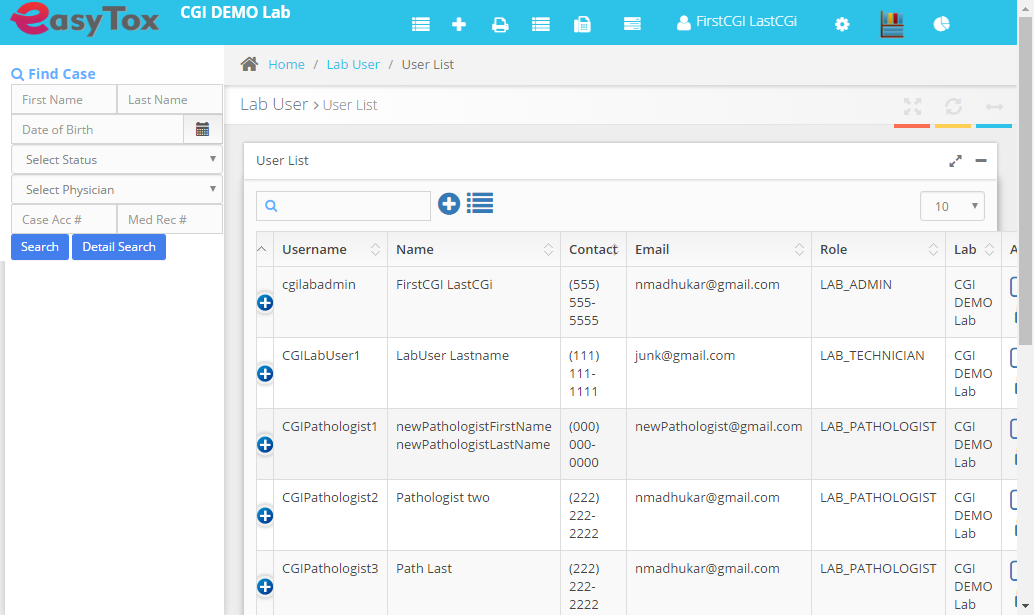 easyTox
CGI DEMO Lab
FirstCGI LastCGi
Find Case
First Name
Last Name
Date of Birth
Select Status
Select Physician
Case Acc #
Med Rec #
Search
Detail Search
Home / Lab User / User List
Lab User > User List
User List
10
Username Name Contact Email Role Lab A
cgilabadmin FirstCGI LastCGi (555) nmadhukar@gmail.com LAB_ADMIN CGI
555- DEMO
5555 Lab
CGILabUser1 LabUser Lastname (111) junk@gmail.com LAB_TECHNICIAN CGI
111- DEMO
1111 Lab
CGIPathologist1 newPathologistFirstName (000) newPathologist@gmail.com LAB_PATHOLOGIST CGI
newPathologistLastName 000- DEMO
0000 Lab
CGIPathologist2 Pathologist two (222) nmadhukar@gmail.com LAB_PATHOLOGIST CGI
222- DEMO
2222 Lab
CGIPathologist3 Path Last (222) nmadhukar@gmail.com LAB_PATHOLOGIST CGI
222- DEMO
2222 Lab